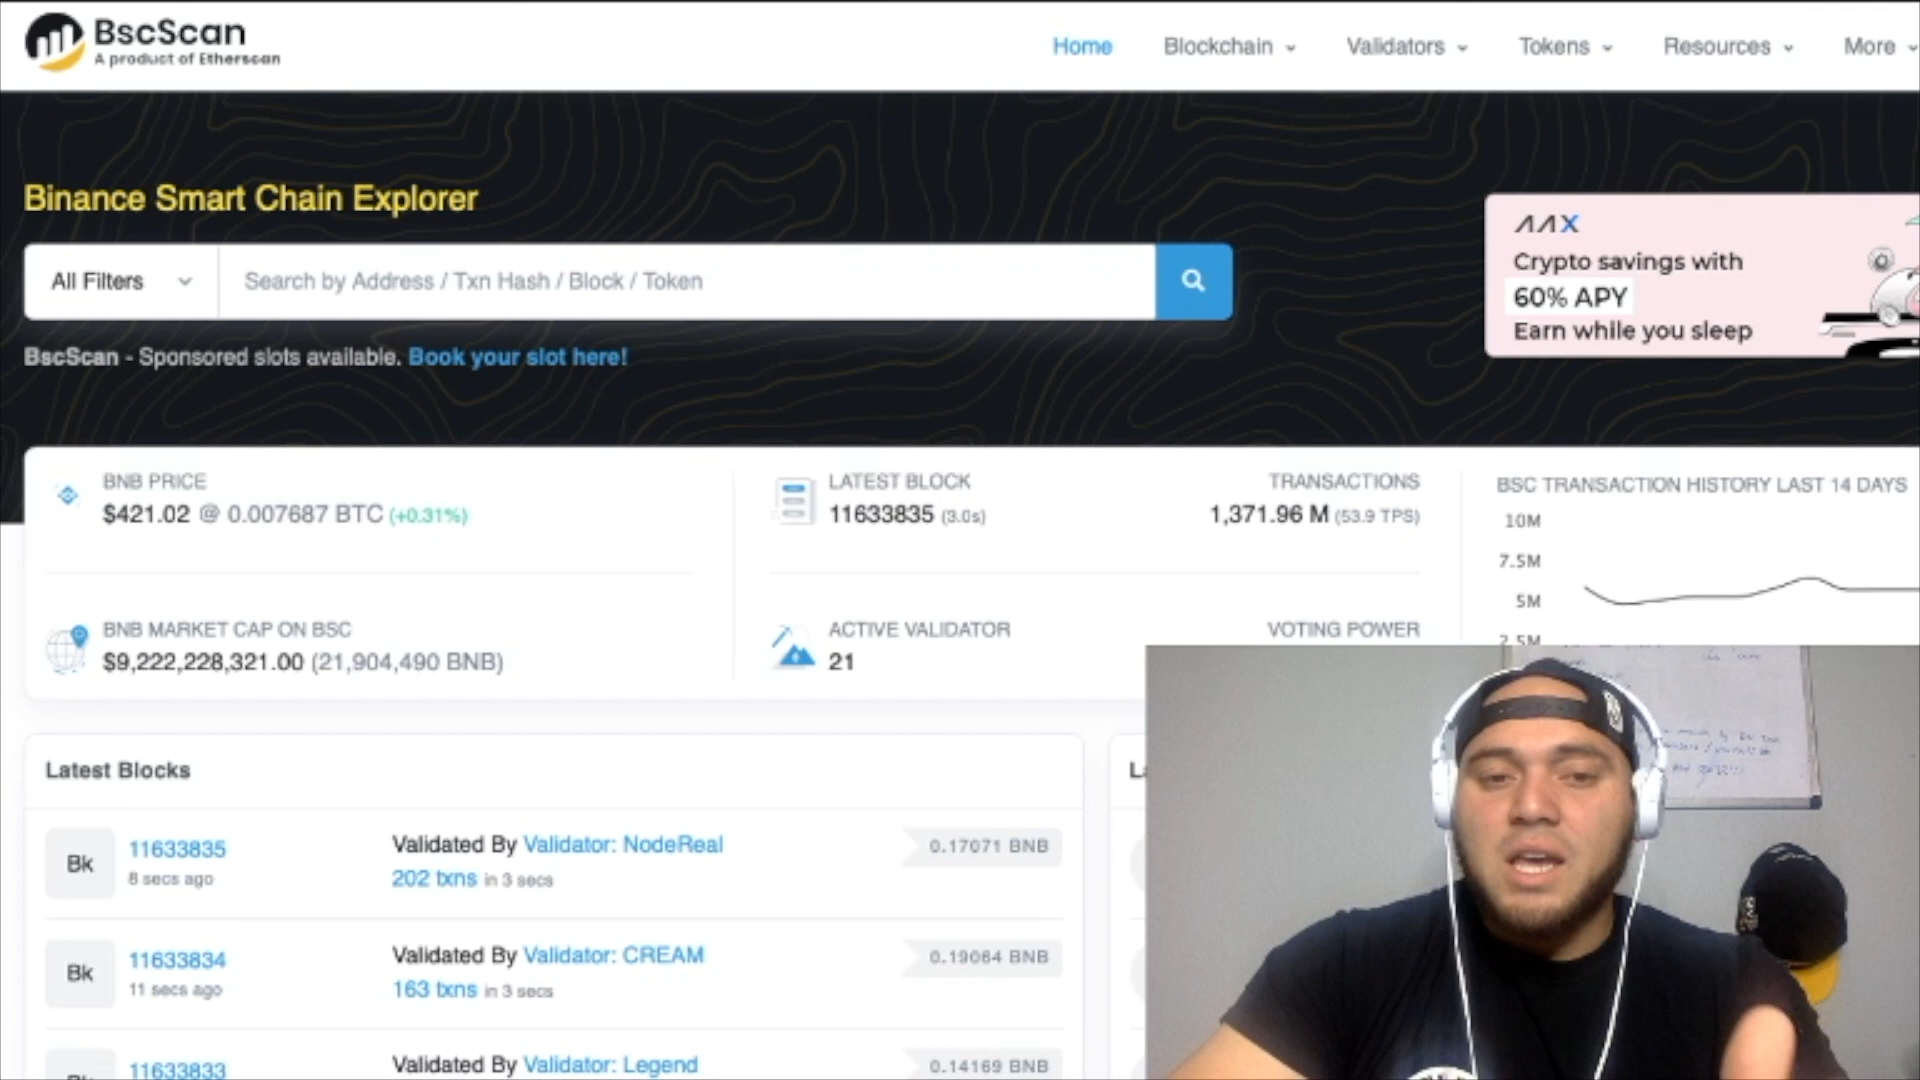 BscScan
A product of Etherscan
Home
Blockchain
Validators
Tokens
Resources
More
Binance Smart Chain Explorer
All Filters
Search by Address / Txn Hash / Block / Token
BscScan - Sponsored slots available. Book your slot here!
AAX
Crypto savings with
60% APY
Earn while you sleep
BNB PRICE
$421.02 @ 0.007687 BTC (+0.31%)
BNB MARKET CAP ON BSC
$9,222,228,321.00 (21,904,490 BNB)
LATEST BLOCK
11633835 (3.0s)
TRANSACTIONS
1,371.96 M (53.9 TPS)
ACTIVE VALIDATOR
21
VOTING POWER
BSC TRANSACTION HISTORY LAST 14 DAYS
10M
7.5M
5M
2.5M
Latest Blocks
Bk
11633835
8 secs ago
Validated By Validator: NodeReal
202 txns in 3 secs
0.17071 BNB
Bk
11633834
11 secs ago
Validated By Validator: CREAM
163 txns in 3 secs
0.19064 BNB
11633833
Validated By Validator: Legend
0.14169 BNB